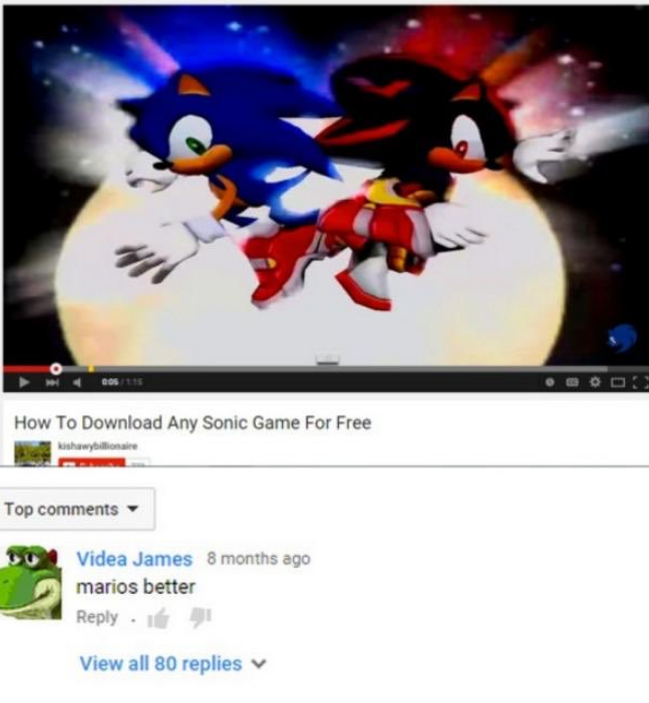 0:05 / 1:15
How To Download Any Sonic Game For Free
kishawybillionaire
Top comments
Videa James 8 months ago
marios better
Reply
View all 80 replies